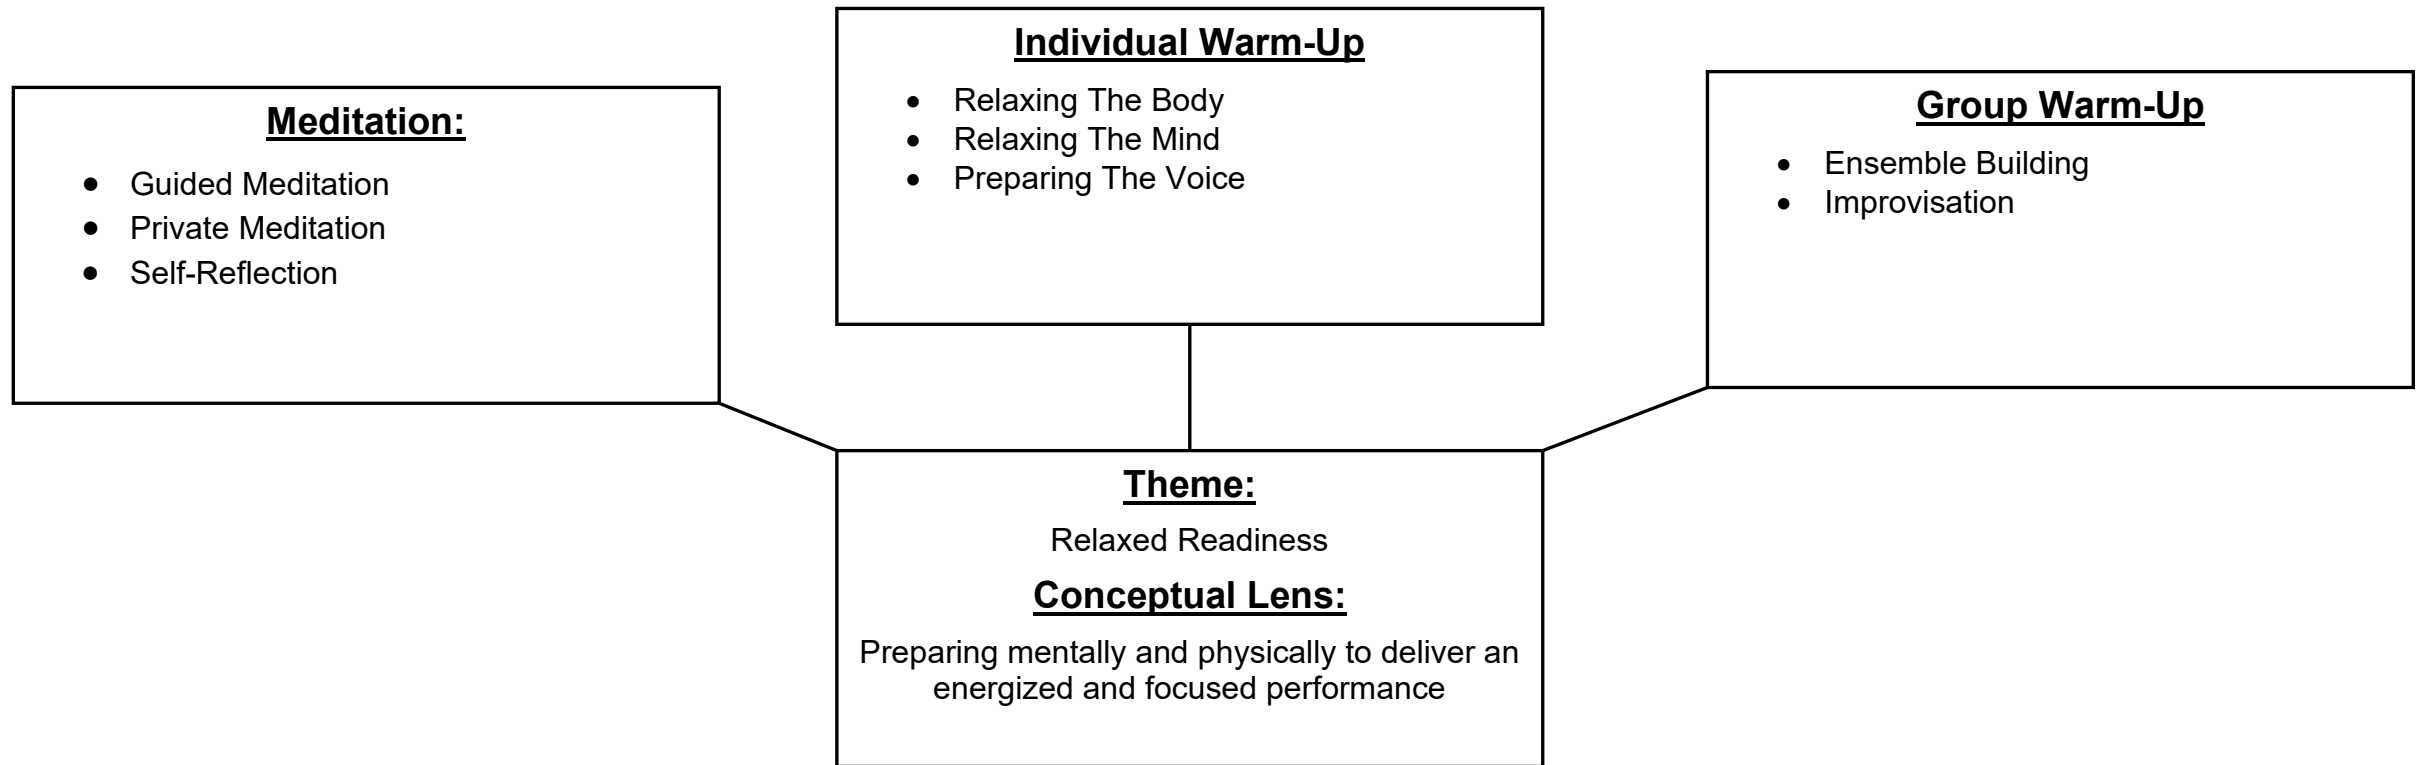 Meditation:
• Guided Meditation
• Private Meditation
• Self-Reflection
Individual Warm-Up
• Relaxing The Body
• Relaxing The Mind
• Preparing The Voice
Group Warm-Up
• Ensemble Building
• Improvisation
Theme:
Relaxed Readiness
Conceptual Lens:
Preparing mentally and physically to deliver an
energized and focused performance